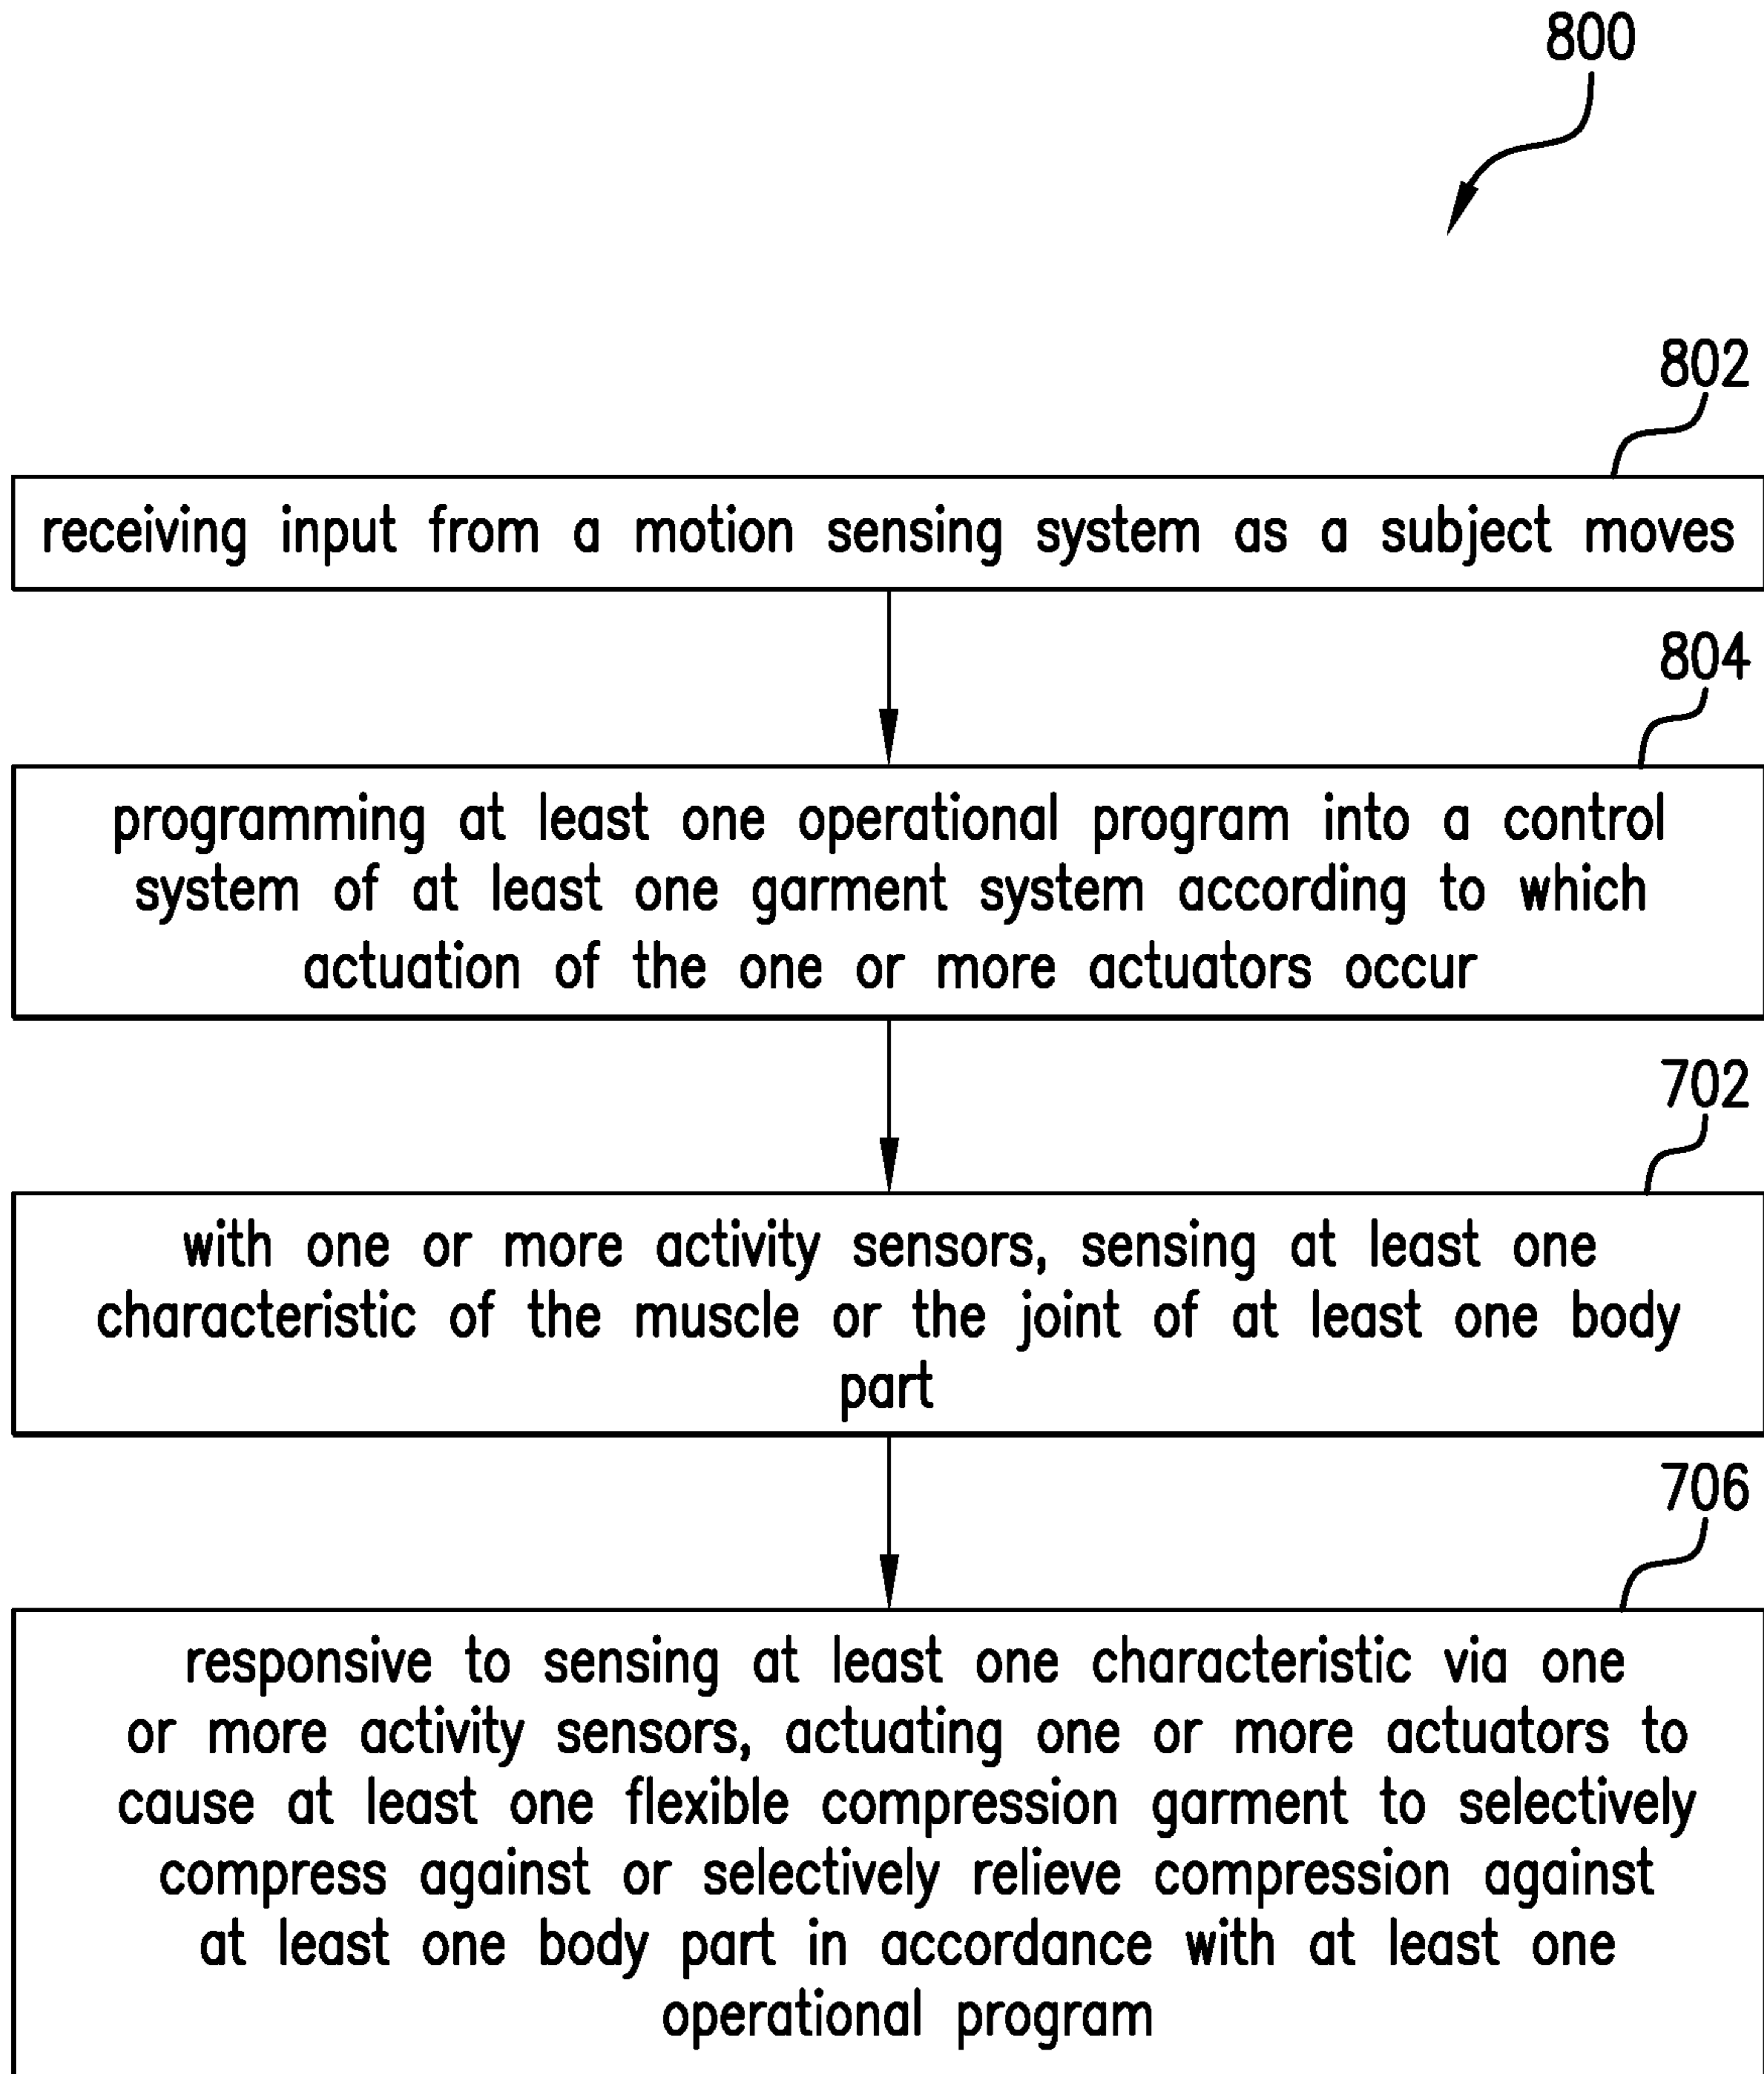 800
802
receiving input from a motion sensing system as a subject moves
804
programming at least one operational program into a control
system of at least one garment system according to which
actuation of the one or more actuators occur
702
with one or more activity sensors, sensing at least one
characteristic of the muscle or the joint of at least one body
part
706
responsive to sensing at least one characteristic via one
or more activity sensors, actuating one or more actuators to
cause at least one flexible compression garment to selectively
compress against or selectively relieve compression against
at least one body part in accordance with at least one
operational program